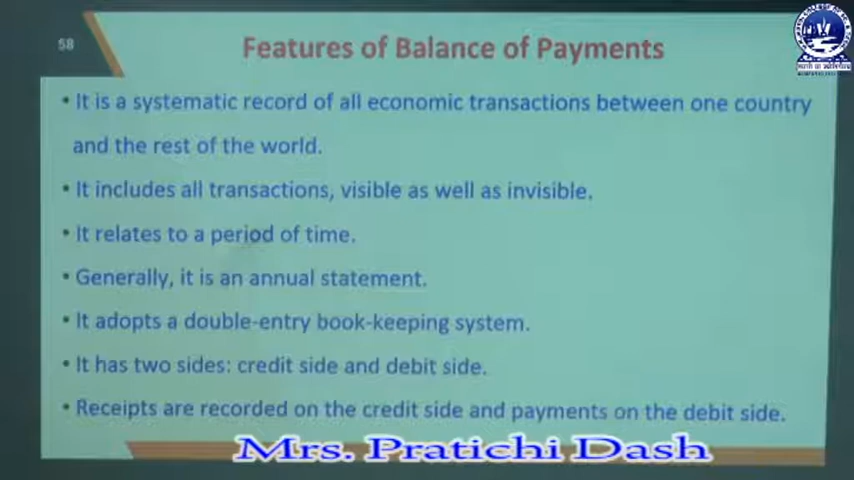 58
Features of Balance of Payments
• It is a systematic record of all economic transactions between one country
and the rest of the world.
• It includes all transactions, visible as well as invisible.
• It relates to a period of time.
• Generally, it is an annual statement.
• It adopts a double-entry book-keeping system.
• It has two sides: credit side and debit side.
• Receipts are recorded on the credit side and payments on the debit side.
Mrs. Pratichi Dash